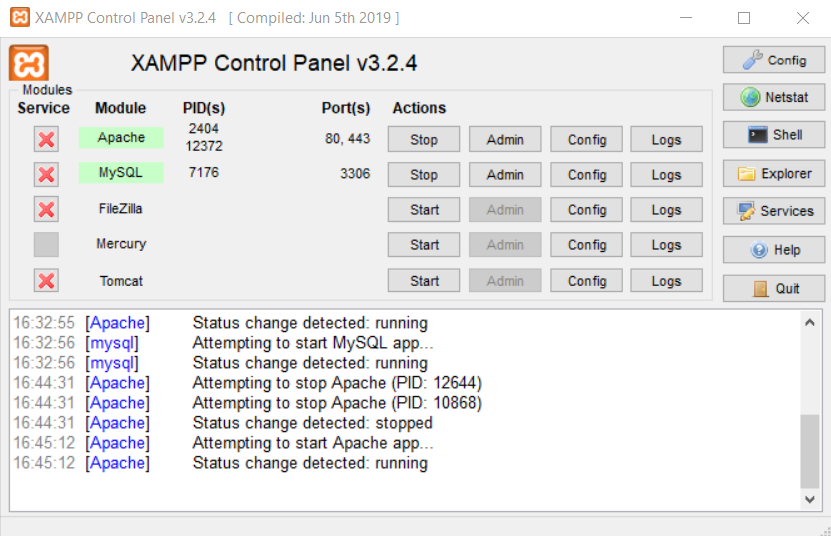 XAMPP Control Panel v3.2.4 [ Compiled: Jun 5th 2019 ]
XAMPP Control Panel v3.2.4
Config
Modules
Service Module PID(s) Port(s) Actions
Netstat
Apache 2404 12372 80, 443 Stop Admin Config Logs
Shell
MySQL 7176 3306 Stop Admin Config Logs
Explorer
FileZilla Start Admin Config Logs
Services
Mercury Start Admin Config Logs
Help
Tomcat Start Admin Config Logs
Quit
16:32:55 [Apache] Status change detected: running
16:32:56 [mysql] Attempting to start MySQL app...
16:32:56 [mysql] Status change detected: running
16:44:31 [Apache] Attempting to stop Apache (PID: 12644)
16:44:31 [Apache] Attempting to stop Apache (PID: 10868)
16:44:31 [Apache] Status change detected: stopped
16:45:12 [Apache] Attempting to start Apache app...
16:45:12 [Apache] Status change detected: running